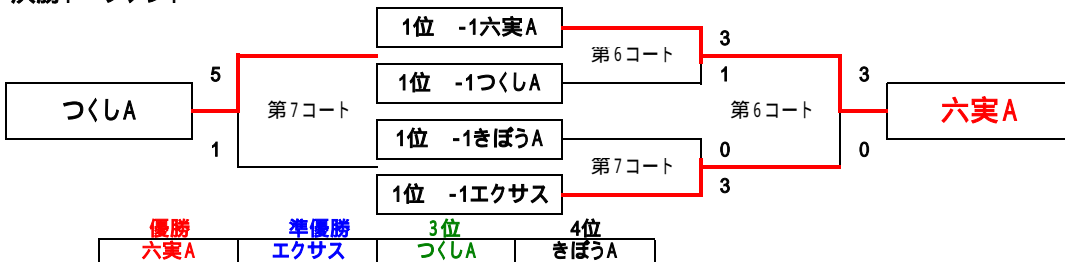 1位 -1六実A
第6コート
3
1
1位 -1つくしA
5
1
つくしA
第7コート
第6コート
3
0
六実A
1位 -1きぼうA
第7コート
0
3
1位 -1エクサス
優勝 準優勝 3位 4位
六実A エクサス つくしA きぼうA